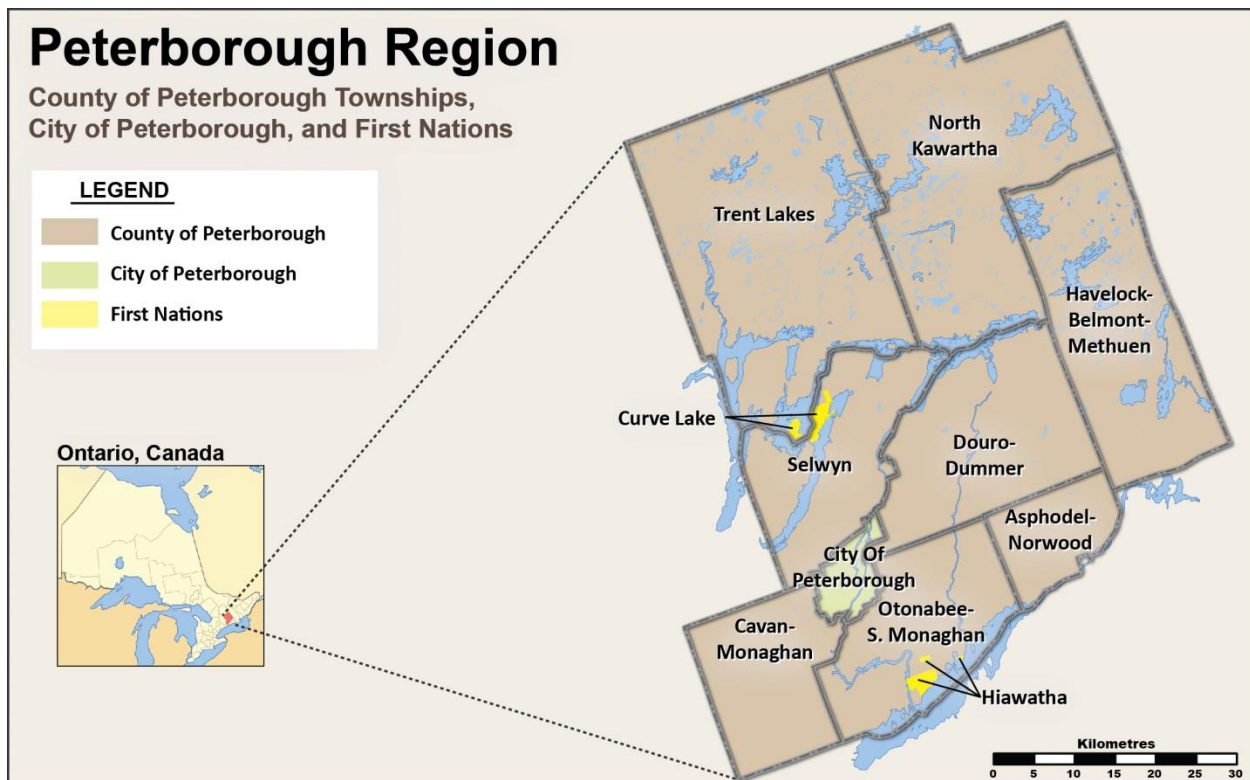 Peterborough Region
County of Peterborough Townships,
City of Peterborough, and First Nations
LEGEND
County of Peterborough
City of Peterborough
First Nations
Ontario, Canada
North
Kawartha
Trent Lakes
Havelock-
Belmont-
Methuen
Curve Lake
Selwyn
Douro-
Dummer
Asphodel-
Norwood
City Of
Peterborough
Otonabee-
S. Monaghan
Cavan-
Monaghan
Hiawatha
Kilometres
0 5 10 15 20 25 30